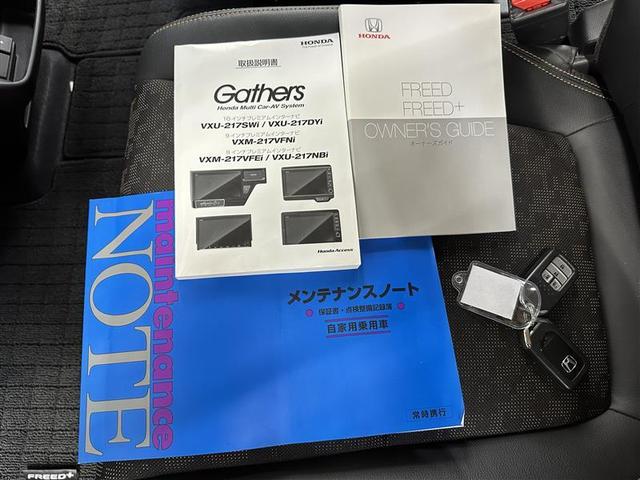 HONDA
取扱説明書
Gathers
Honda Multi Car-AV System
10インチプレミアムインターナビ
VXU-217SWi / VXU-217DYi
9インチプレミアムインターナビ
VXM-217VFNi
8インチプレミアムインターナビ
VXM-217VFEi / VXU-217NBi
Honda Access
HONDA
FREED
FREED+
OWNER'S GUIDE
オーナーズガイド
maintenance
NOTE
メンテナンスノート
保証書・点検整備記録簿
自家用乗用車
常時携行
FREED+